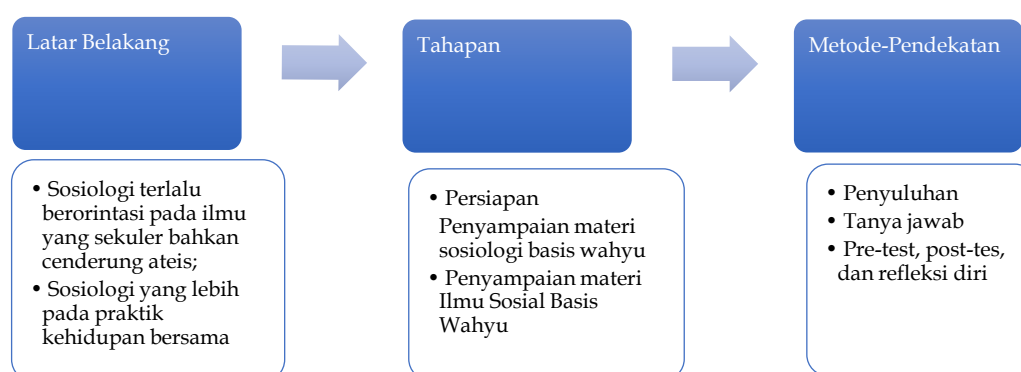 Latar Belakang
• Sosiologi terlalu
berorintasi pada ilmu
yang sekuler bahkan
cenderung ateis;
• Sosiologi yang lebih
pada praktik
kehidupan bersama
Tahapan
• Persiapan
Penyampaian materi
sosiologi basis wahyu
• Penyampaian materi
Ilmu Sosial Basis
Wahyu
Metode-Pendekatan
• Penyuluhan
• Tanya jawab
• Pre-test, post-tes,
dan refleksi diri